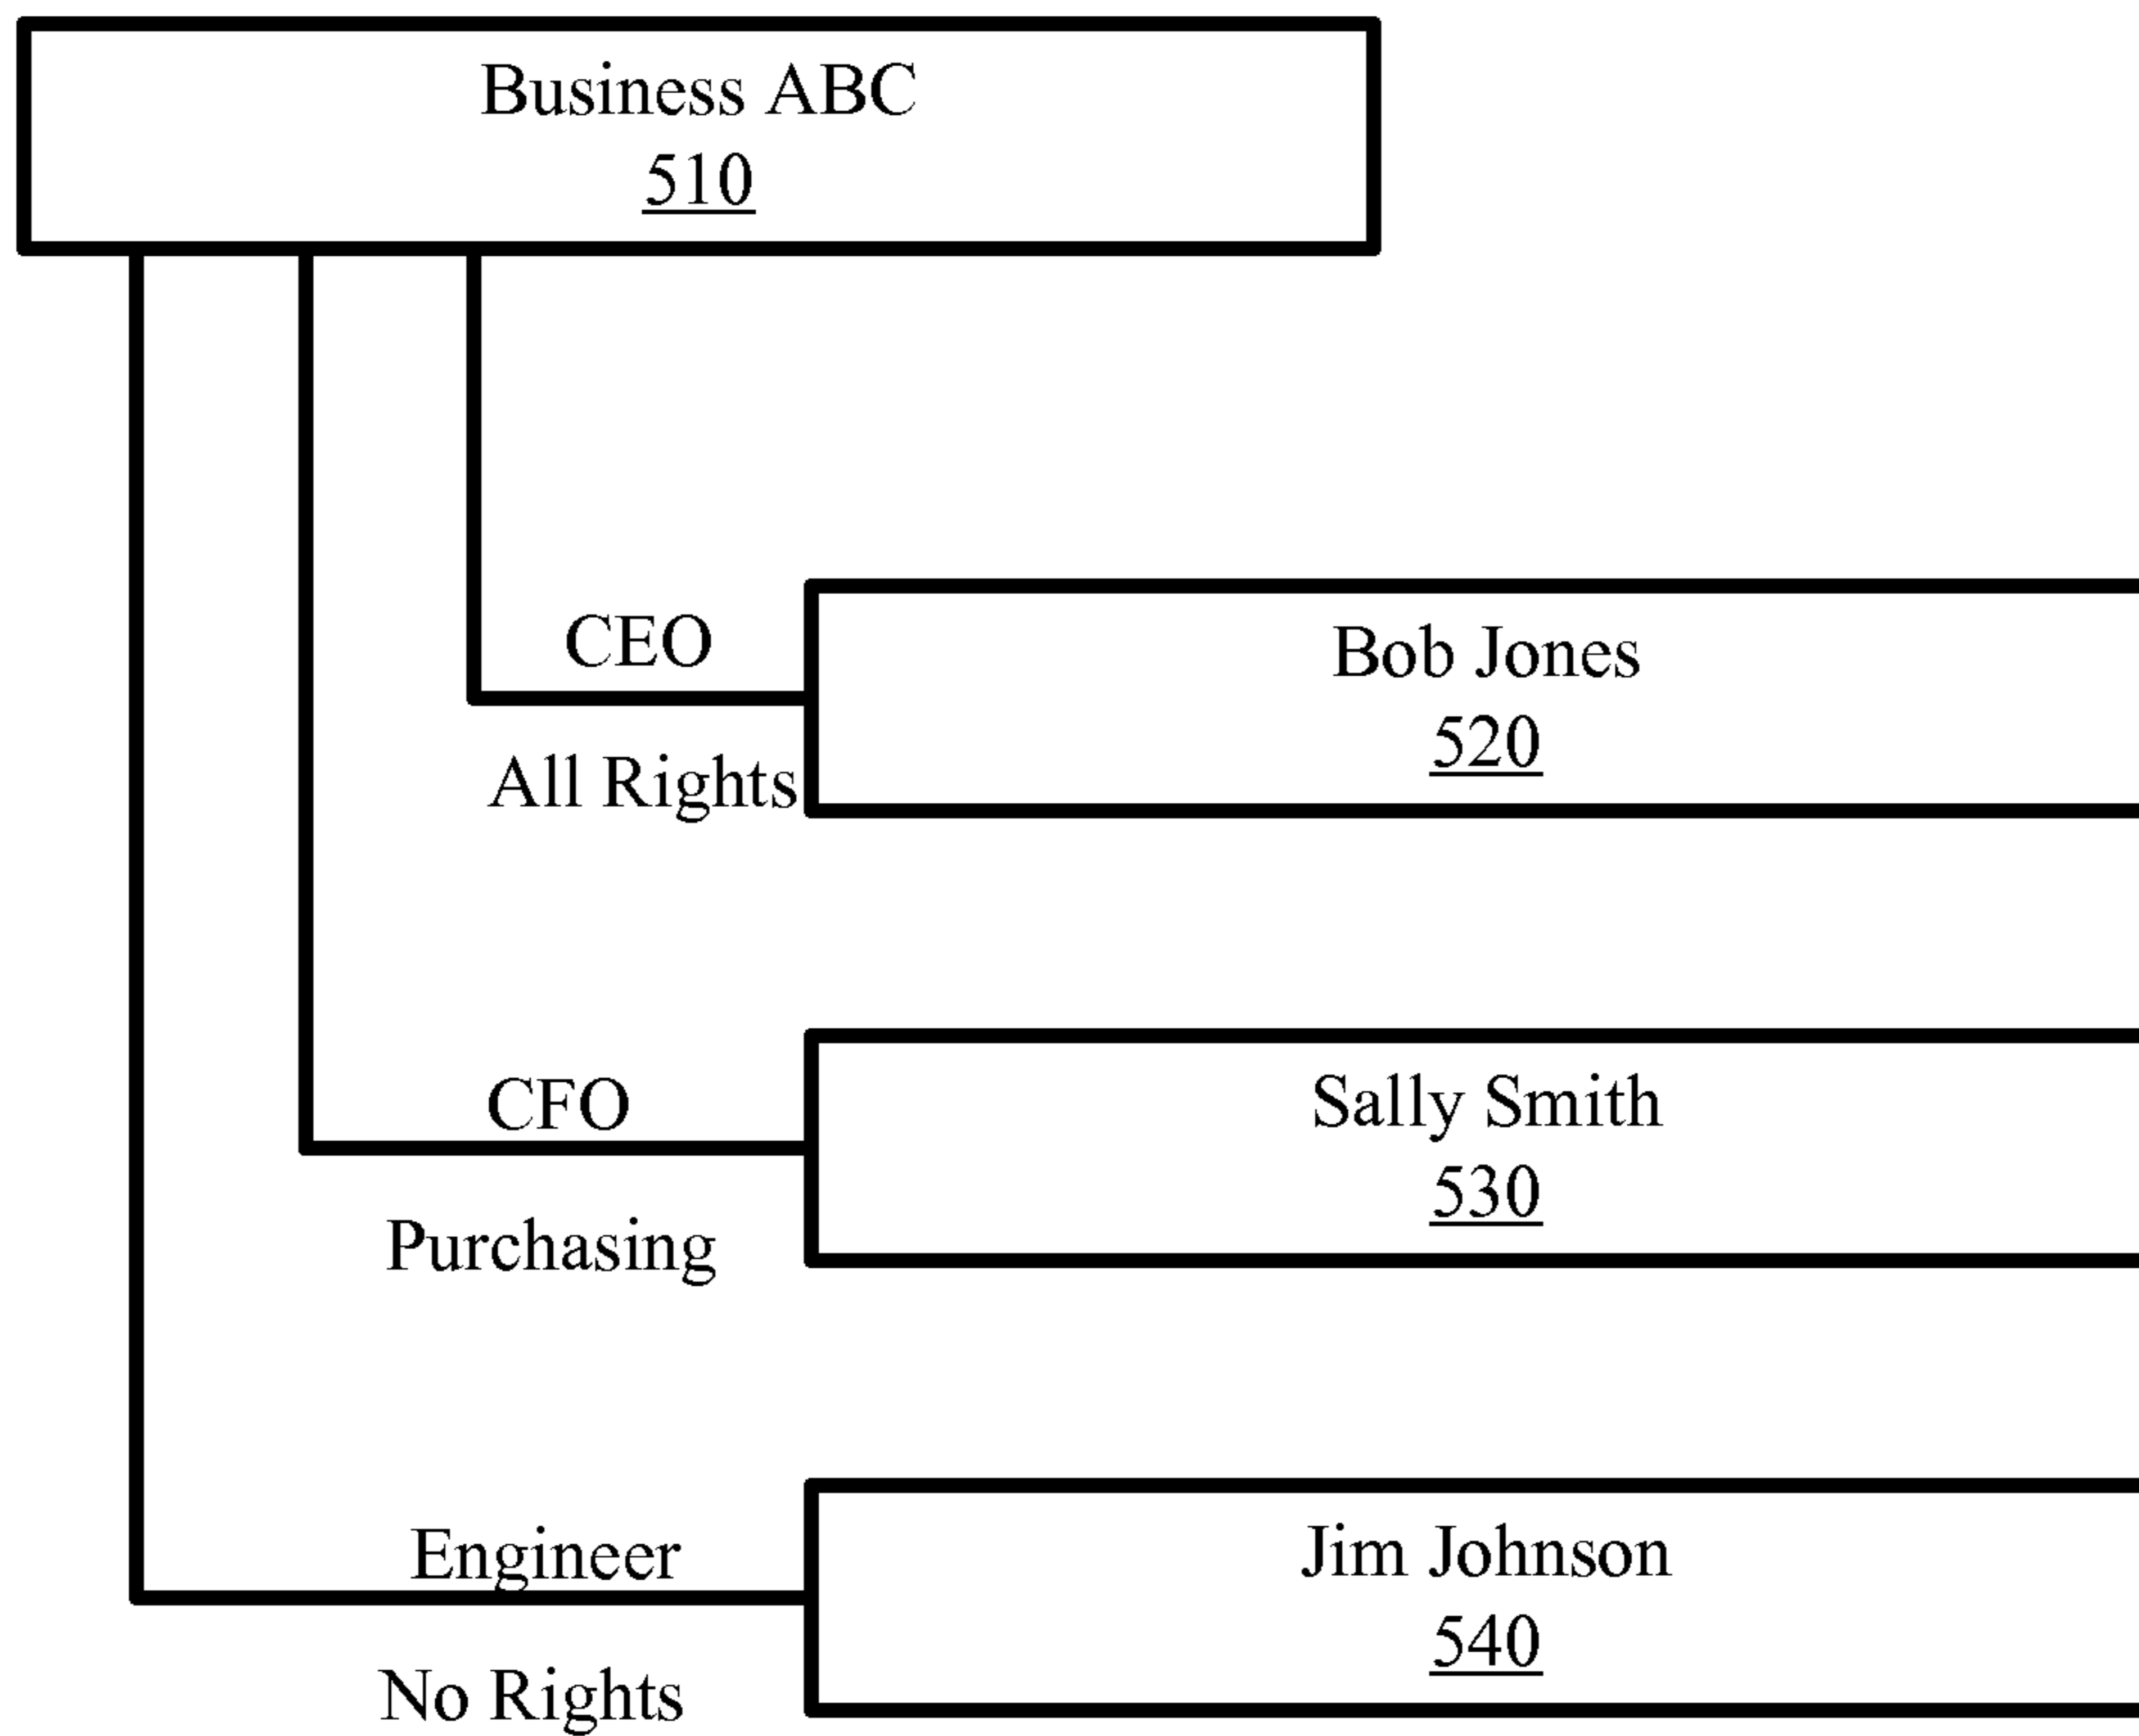 Business ABC
510
CEO
All Rights
Bob Jones
520
CFO
Purchasing
Sally Smith
530
Engineer
No Rights
Jim Johnson
540